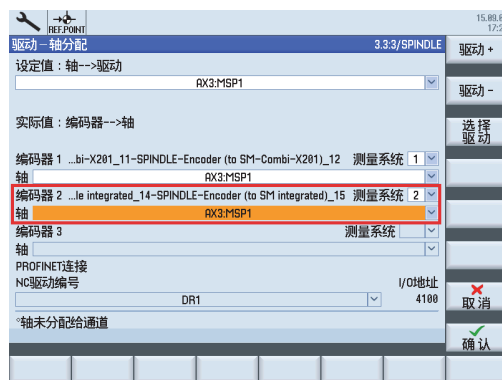 REF.POINT
15.09.0
17:2
驱动－轴分配 3.3:3/SPINDLE
驱动 +
设定值：轴-->驱动
AX3:MSP1
驱动 -
实际值：编码器-->轴
选择
驱动
编码器 1 ...bi-X201_11-SPINDLE-Encoder (to SM-Combi-X201)_12 测量系统 1
轴 AX3:MSP1
编码器 2 ...le integrated_14-SPINDLE-Encoder (to SM integrated)_15 测量系统 2
轴 AX3:MSP1
编码器 3 测量系统
轴
PROFINET连接
NC驱动编号 I/O地址
DR1 4100
取消
°轴未分配给通道
确认